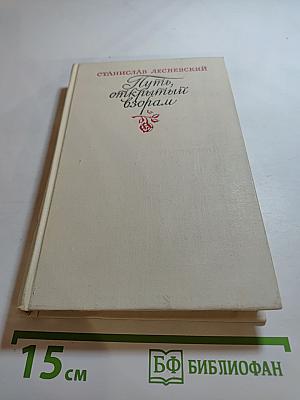 СТАНИСЛАВ ЛЕСНЕВСКИЙ
Путь,
открытый
взорам
15 см
БФ БИБЛИОФАН